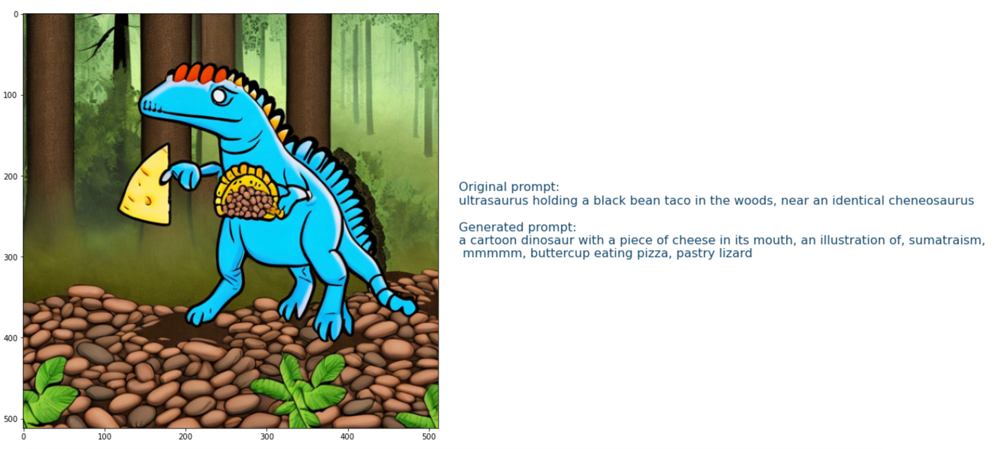 0
100
200
300
400
500
0 100 200 300 400 500
Original prompt:
ultrasaurus holding a black bean taco in the woods, near an identical cheneosaurus
Generated prompt:
a cartoon dinosaur with a piece of cheese in its mouth, an illustration of, sumatraism,
mmmmm, buttercup eating pizza, pastry lizard